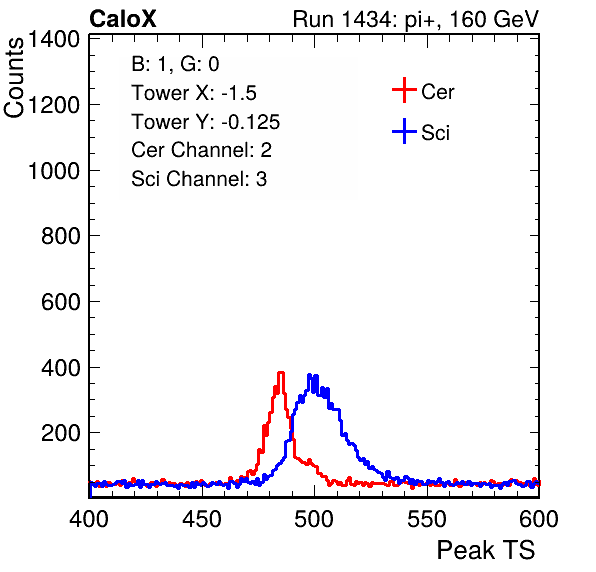 CaloX Run 1434: pi+, 160 GeV
Counts
1400
1200
1000
800
600
400
200
B: 1, G: 0
Tower X: -1.5
Tower Y: -0.125
Cer Channel: 2
Sci Channel: 3
Cer
Sci
400 450 500 550 600
Peak TS